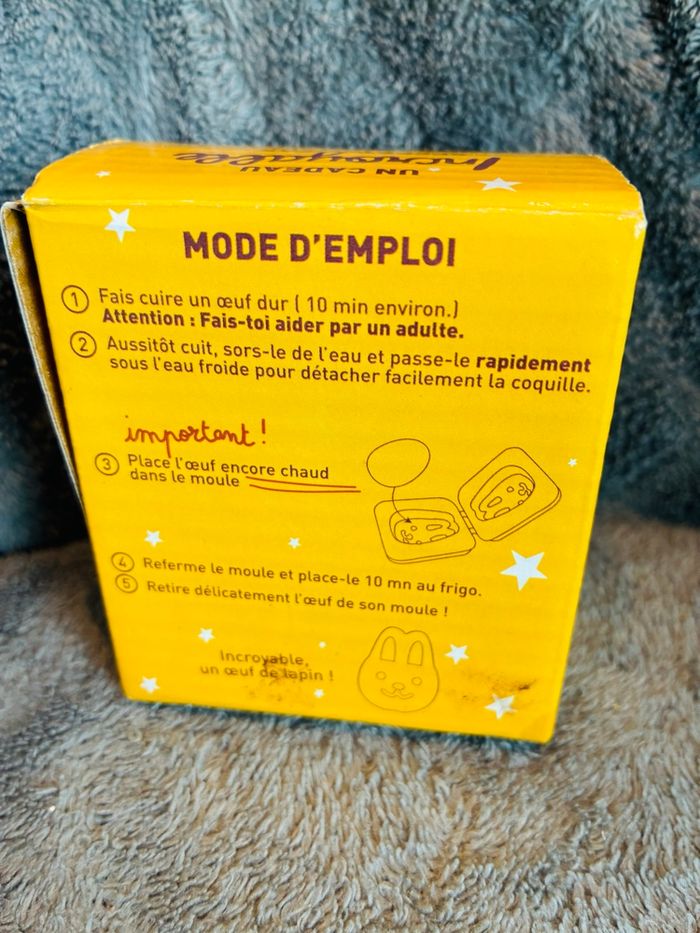 UN CADEAU
Incroyable
MODE D'EMPLOI
1 Fais cuire un œuf dur ( 10 min environ.)
Attention : Fais-toi aider par un adulte.
2 Aussitôt cuit, sors-le de l'eau et passe-le rapidement
sous l'eau froide pour détacher facilement la coquille.
important !
3 Place l'œuf encore chaud
dans le moule
4 Referme le moule et place-le 10 mn au frigo.
5 Retire délicatement l'œuf de son moule !
Incroyable,
un œuf de lapin !